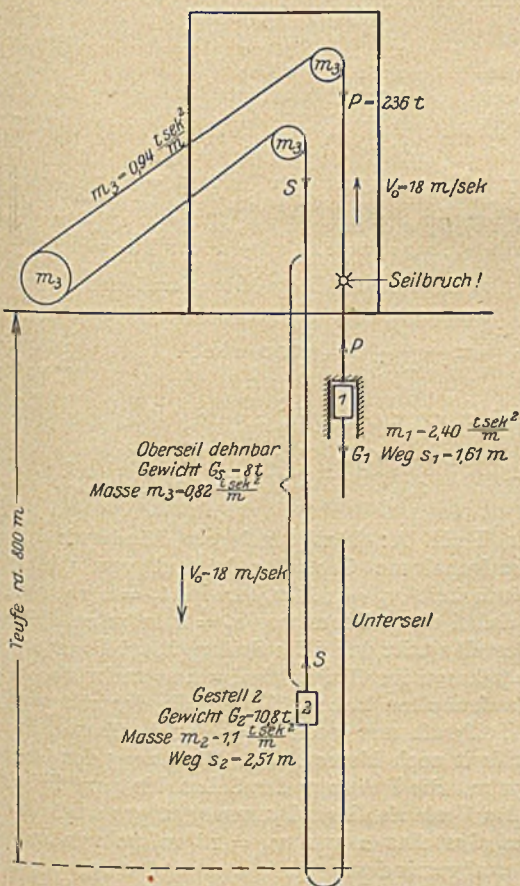 m₃
P = 236 t
m₃ = 0,94 t sek²/m
m₃
S
V₀ = 18 m/sek
m₃
Seilbruch!
P
1
m₁ = 2,40 t sek²/m
G₁ Weg s₁ = 1,61 m
Oberseil dehnbar
Gewicht G_S = 8 t
Masse m₃ = 0,82 t sek²/m
Teufe rd. 800 m
V₀ = 18 m/sek
Unterseil
S
2
Gestell 2
Gewicht G₂ = 10,8 t
Masse m₂ = 1,1 t sek²/m
Weg s₂ = 2,51 m